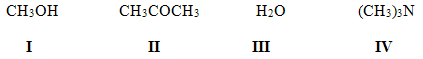 CH3OH CH3COCH3 H2O (CH3)3N
I II III IV